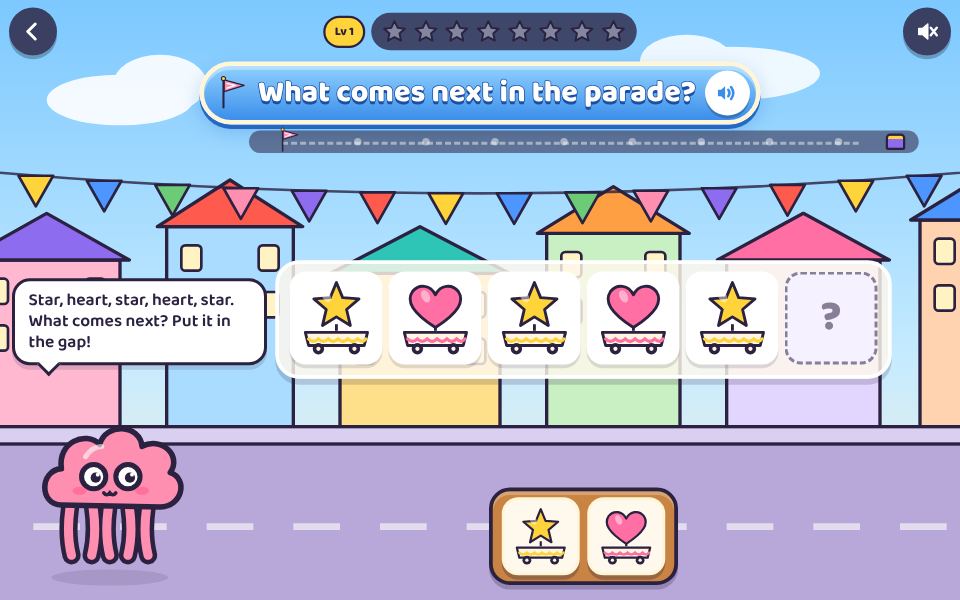 Lv 1
What comes next in the parade?
Star, heart, star, heart, star.
What comes next? Put it in
the gap!
?